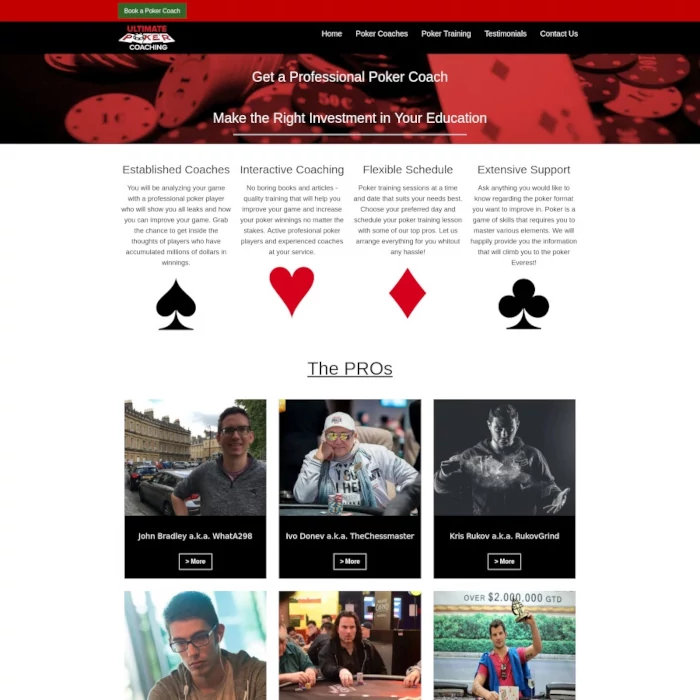 Book a Poker Coach
ULTIMATE
POKER
COACHING
Home Poker Coaches Poker Training Testimonials Contact Us
Get a Professional Poker Coach
Make the Right Investment in Your Education
Established Coaches
You will be analyzing your game
with a professional poker player
who will show you all leaks and how
you can improve your game. Grab
the chance to get inside the
thoughts of players who have
accumulated millions of dollars in
winnings.
Interactive Coaching
No boring books and articles -
quality training that will help you
improve your game and increase
your poker winnings no matter the
stakes. Active profesional poker
players and experienced coaches
at your service.
Flexible Schedule
Poker training sessions at a time
and date that suits your needs best.
Choose your preferred day and
schedule your poker training lesson
with some of our top pros. Let us
arrange everything for you whitout
any hassle!
Extensive Support
Ask anything you would like to
know regarding the poker format
you want to improve in. Poker is a
game of skills that requires you to
master various elements. We will
happily provide you the information
that will climb you to the poker
Everest!
The PROs
John Bradley a.k.a. WhatA298
> More
Ivo Donev a.k.a. TheChessmaster
> More
Kris Rukov a.k.a. RukovGrind
> More
OVER $2.000.000 GTD